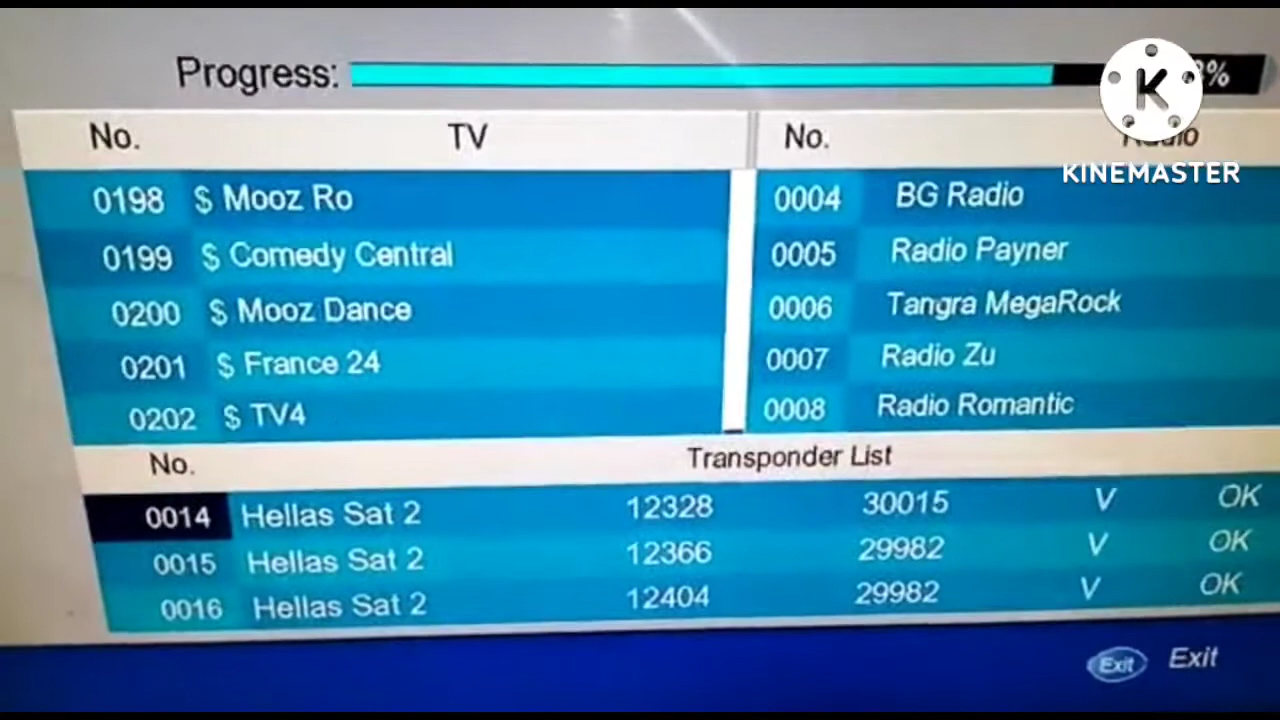 Progress: %
No. TV No.
0198 $ Mooz Ro 0004 BG Radio
0199 $ Comedy Central 0005 Radio Payner
0200 $ Mooz Dance 0006 Tangra MegaRock
0201 $ France 24 0007 Radio Zu
0202 $ TV4 0008 Radio Romantic
No. Transponder List
0014 Hellas Sat 2 12328 30015 V OK
0015 Hellas Sat 2 12366 29982 V OK
0016 Hellas Sat 2 12404 29982 V OK
Exit Exit
K
KINEMASTER